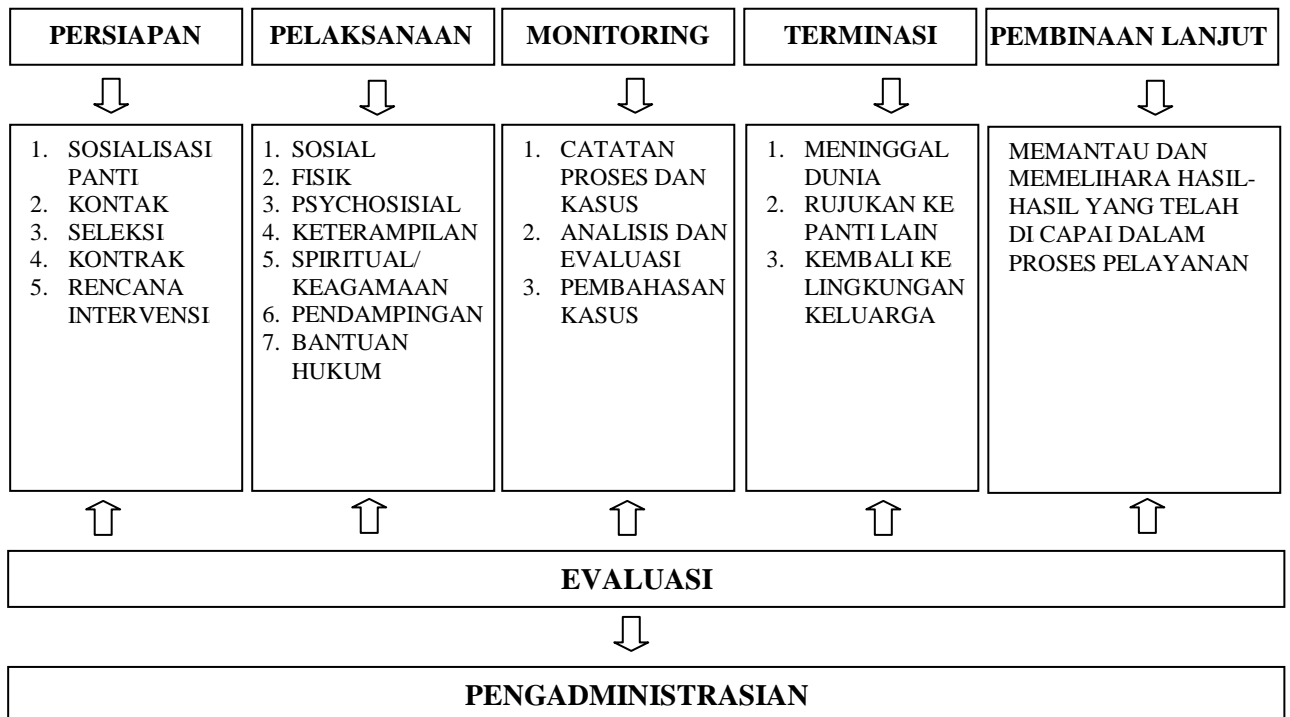 PERSIAPAN
PELAKSANAAN
MONITORING
TERMINASI
PEMBINAAN LANJUT
1. SOSIALISASI
PANTI
2. KONTAK
3. SELEKSI
4. KONTRAK
5. RENCANA
INTERVENSI
1. SOSIAL
2. FISIK
3. PSYCHOSISIAL
4. KETERAMPILAN
5. SPIRITUAL/
KEAGAMAAN
6. PENDAMPINGAN
7. BANTUAN
HUKUM
1. CATATAN
PROSES DAN
KASUS
2. ANALISIS DAN
EVALUASI
3. PEMBAHASAN
KASUS
1. MENINGGAL
DUNIA
2. RUJUKAN KE
PANTI LAIN
3. KEMBALI KE
LINGKUNGAN
KELUARGA
MEMANTAU DAN
MEMELIHARA HASIL-
HASIL YANG TELAH
DI CAPAI DALAM
PROSES PELAYANAN
EVALUASI
PENGADMINISTRASIAN